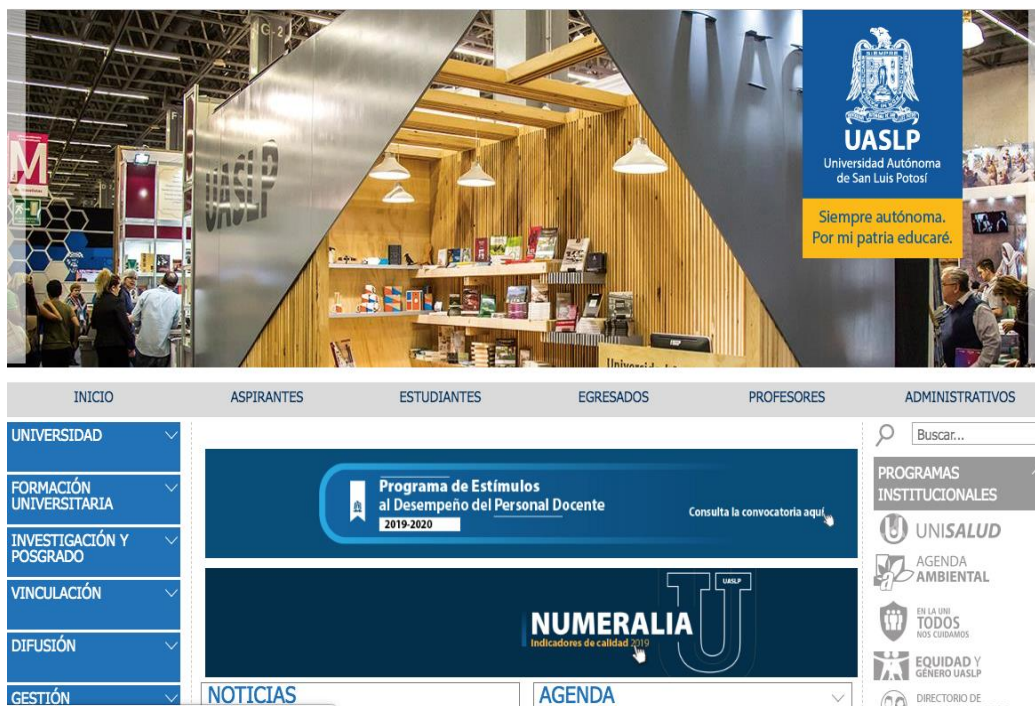 G-2
UASLP
M
SIEMPRE
UASLP
Universidad Autónoma
de San Luis Potosí
Siempre autónoma.
Por mi patria educaré.
INICIO
ASPIRANTES
ESTUDIANTES
EGRESADOS
PROFESORES
ADMINISTRATIVOS
UNIVERSIDAD
FORMACIÓN
UNIVERSITARIA
INVESTIGACIÓN Y
POSGRADO
VINCULACIÓN
DIFUSIÓN
GESTIÓN
Programa de Estímulos
al Desempeño del Personal Docente
2019-2020
Consulta la convocatoria aquí
UASLP
NUMERALIA
Indicadores de calidad 2019
NOTICIAS
AGENDA
Buscar...
PROGRAMAS
INSTITUCIONALES
UNISALUD
AGENDA
AMBIENTAL
EN LA UNI
TODOS
NOS CUIDAMOS
EQUIDAD Y
GÉNERO UASLP
DIRECTORIO DE